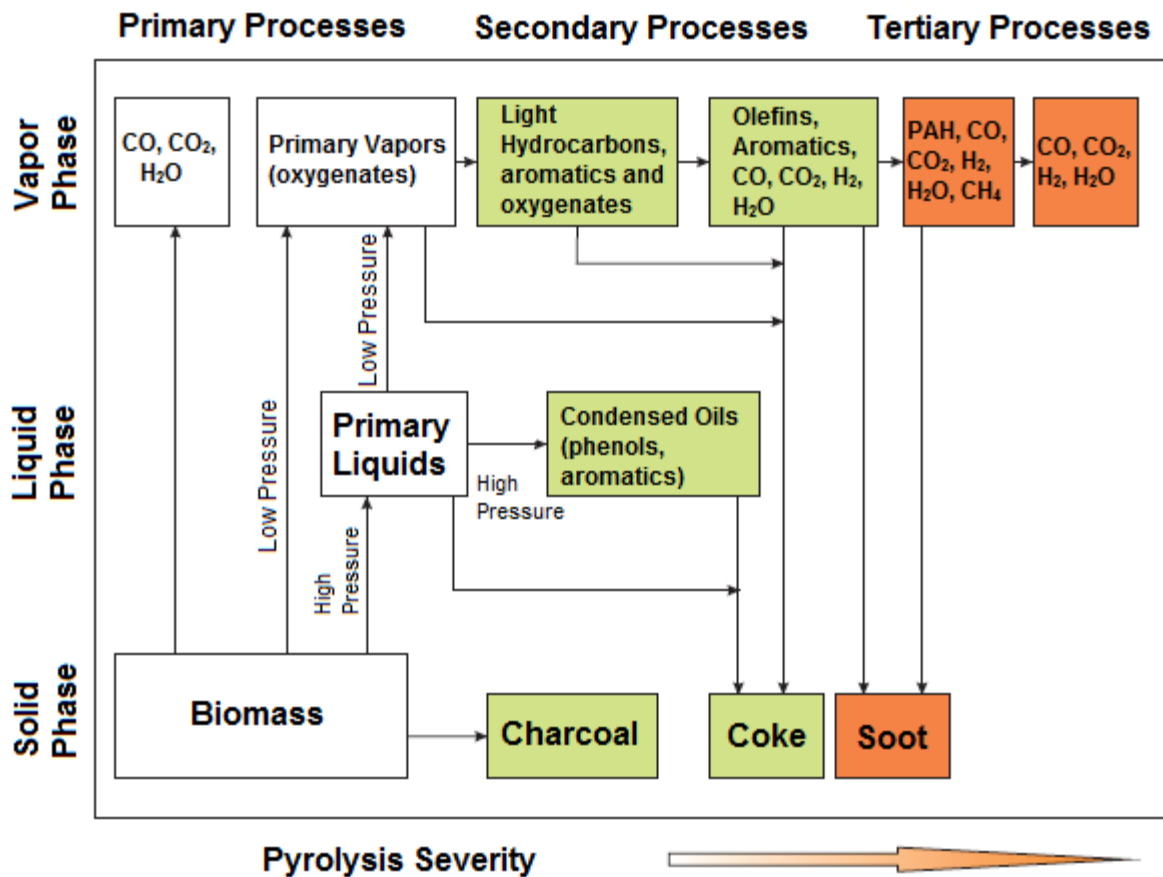 Primary Processes
Secondary Processes
Tertiary Processes
Vapor
Phase
CO, CO₂,
H₂O
Primary Vapors
(oxygenates)
Light
Hydrocarbons,
aromatics and
oxygenates
Olefins,
Aromatics,
CO, CO₂, H₂,
H₂O
PAH, CO,
CO₂, H₂,
H₂O, CH₄
CO, CO₂,
H₂, H₂O
Low Pressure
Low Pressure
Liquid
Phase
Primary
Liquids
High
Pressure
Condensed Oils
(phenols,
aromatics)
High
Pressure
Solid
Phase
Biomass
Charcoal
Coke
Soot
Pyrolysis Severity